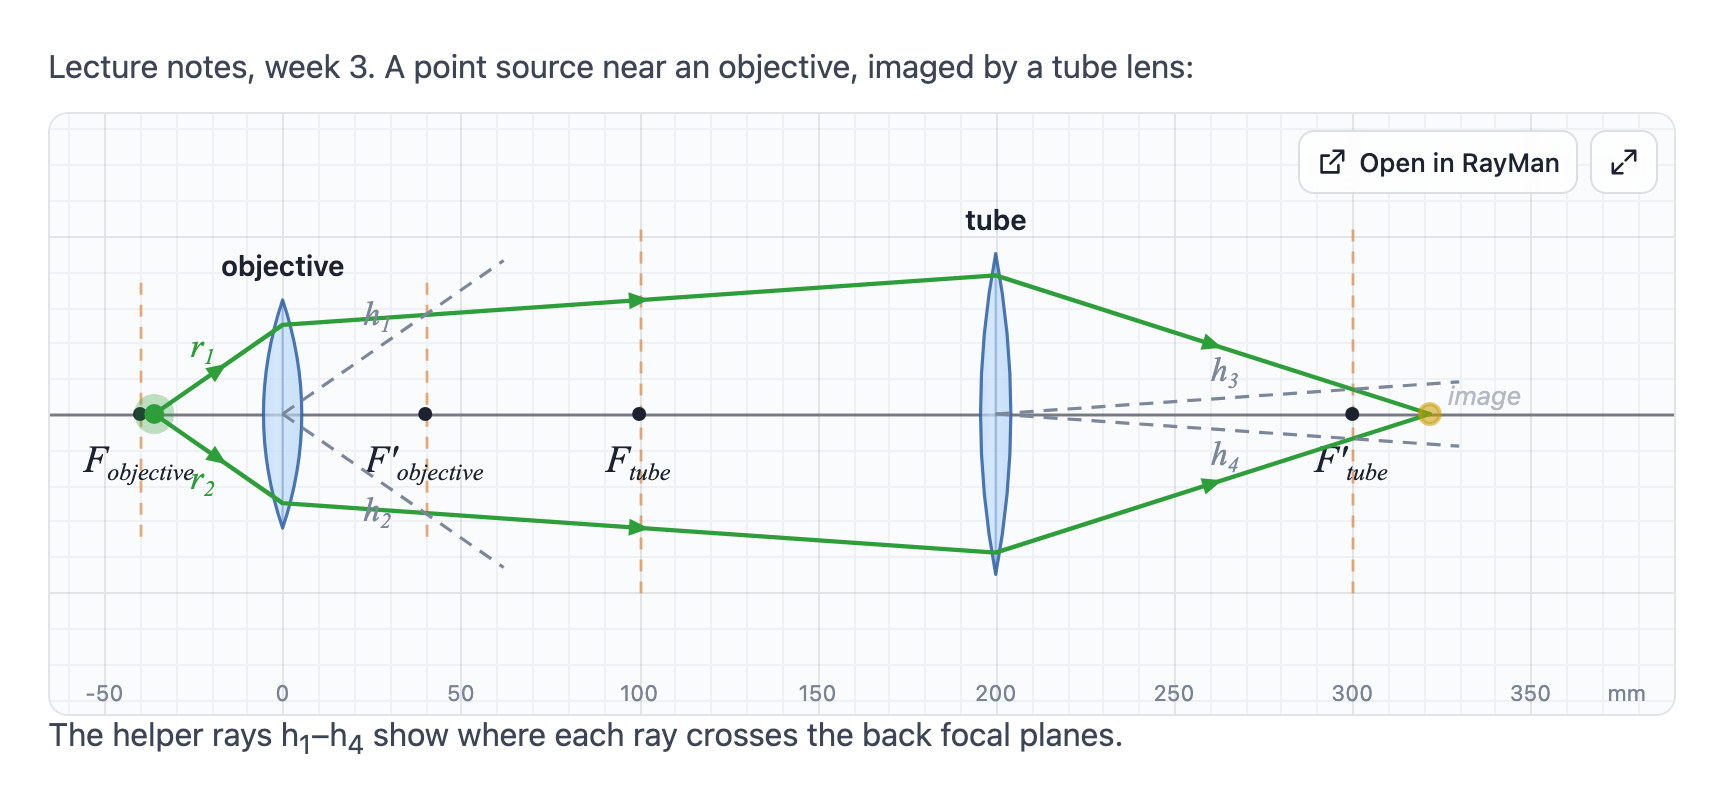 Lecture notes, week 3. A point source near an objective, imaged by a tube lens:
Open in RayMan
tube
objective
h1
r1
h3
image
Fobjective
r2
F'objective
Ftube
h4
F'tube
h2
-50 0 50 100 150 200 250 300 350 mm
The helper rays h1–h4 show where each ray crosses the back focal planes.